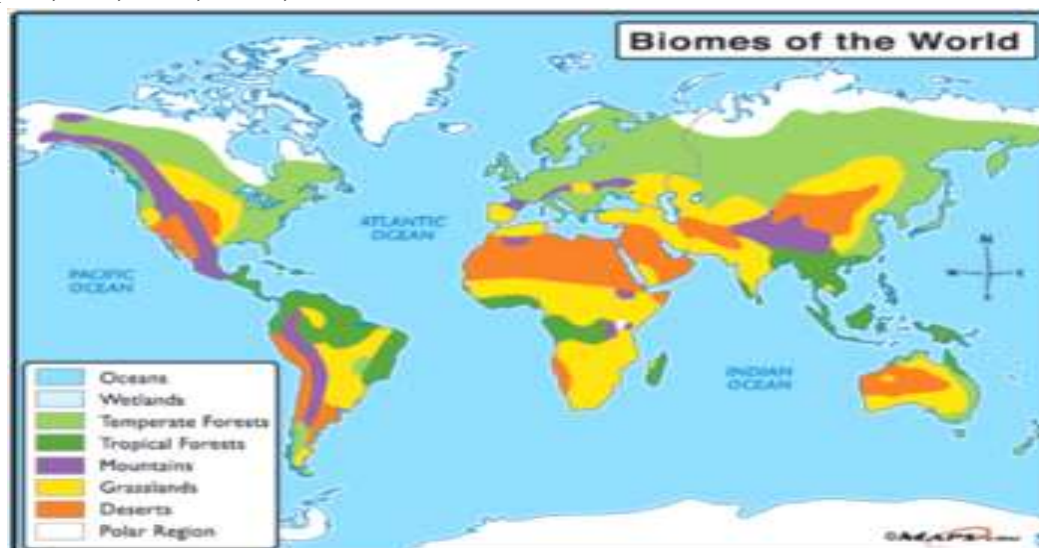 Biomes of the World
ATLANTIC
OCEAN
PACIFIC
OCEAN
N
INDIAN
OCEAN
Oceans
Wetlands
Temperate Forests
Tropical Forests
Mountains
Grasslands
Deserts
Polar Region